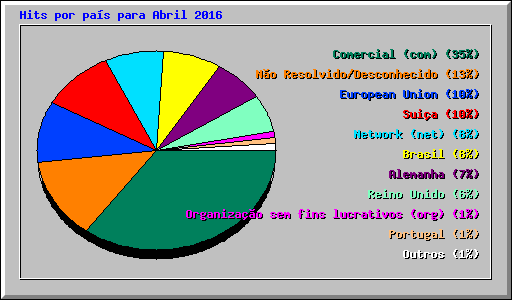 Hits por país para Abril 2016
Comercial (com) (35%)
Não Resolvido/Desconhecido (13%)
European Union (10%)
Suiça (10%)
Network (net) (8%)
Brasil (8%)
Alemanha (7%)
Reino Unido (6%)
Organização sem fins lucrativos (org) (1%)
Portugal (1%)
Outros (1%)